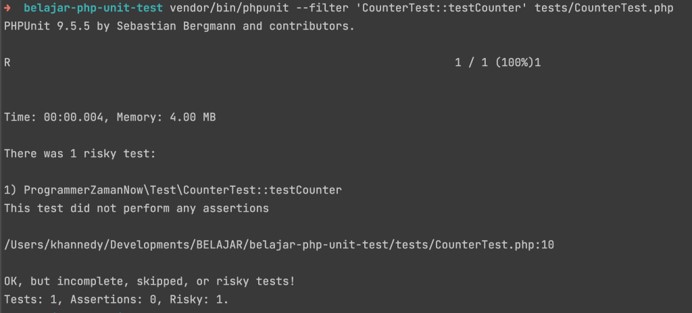 ➜  belajar-php-unit-test vendor/bin/phpunit --filter 'CounterTest::testCounter' tests/CounterTest.php
PHPUnit 9.5.5 by Sebastian Bergmann and contributors.
R                                                                   1 / 1 (100%)1
Time: 00:00.004, Memory: 4.00 MB
There was 1 risky test:
1) ProgrammerZamanNow\Test\CounterTest::testCounter
This test did not perform any assertions
/Users/khannedy/Developments/BELAJAR/belajar-php-unit-test/tests/CounterTest.php:10
OK, but incomplete, skipped, or risky tests!
Tests: 1, Assertions: 0, Risky: 1.